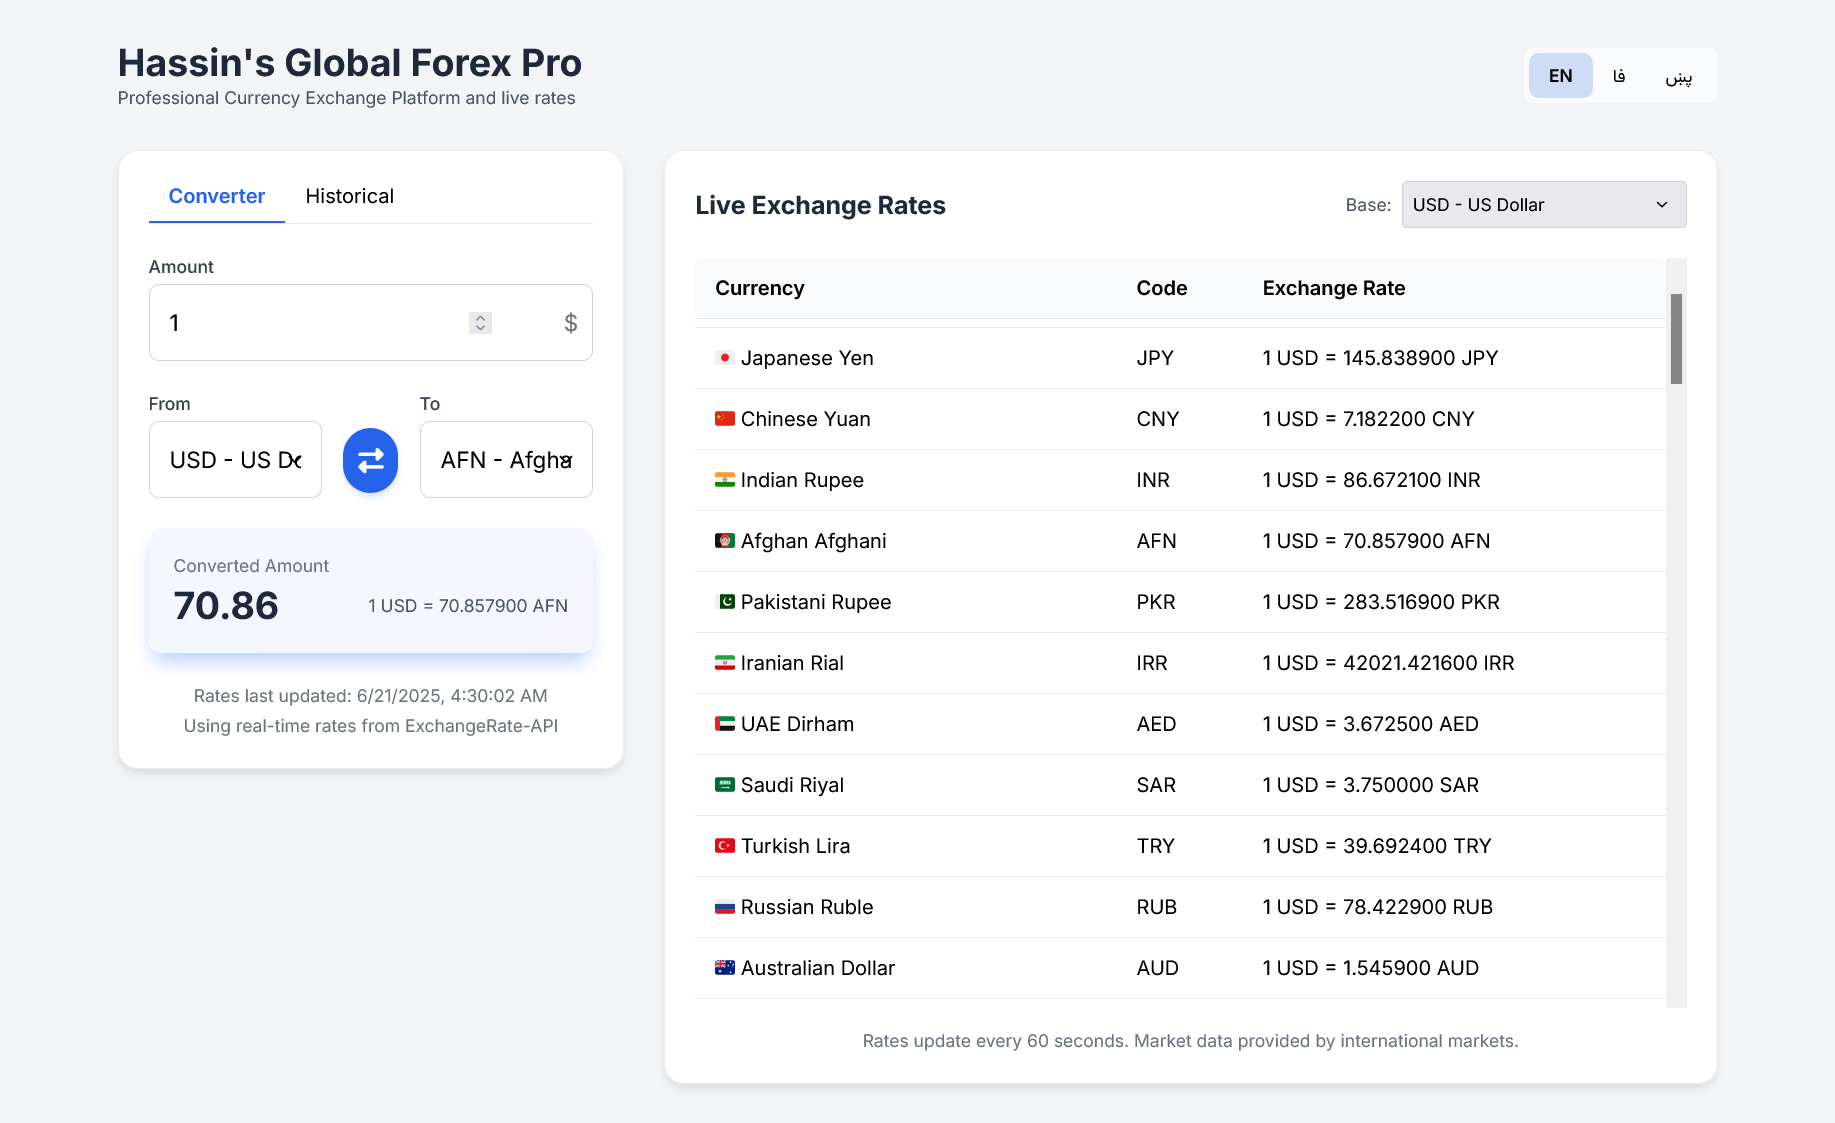 Hassin's Global Forex Pro
Professional Currency Exchange Platform and live rates
EN فا پښ
Converter Historical
Amount
1 $
From To
USD - US Do AFN - Afgha
Converted Amount
70.86 1 USD = 70.857900 AFN
Rates last updated: 6/21/2025, 4:30:02 AM
Using real-time rates from ExchangeRate-API
Live Exchange Rates Base: USD - US Dollar
Currency Code Exchange Rate
Japanese Yen JPY 1 USD = 145.838900 JPY
Chinese Yuan CNY 1 USD = 7.182200 CNY
Indian Rupee INR 1 USD = 86.672100 INR
Afghan Afghani AFN 1 USD = 70.857900 AFN
Pakistani Rupee PKR 1 USD = 283.516900 PKR
Iranian Rial IRR 1 USD = 42021.421600 IRR
UAE Dirham AED 1 USD = 3.672500 AED
Saudi Riyal SAR 1 USD = 3.750000 SAR
Turkish Lira TRY 1 USD = 39.692400 TRY
Russian Ruble RUB 1 USD = 78.422900 RUB
Australian Dollar AUD 1 USD = 1.545900 AUD
Rates update every 60 seconds. Market data provided by international markets.